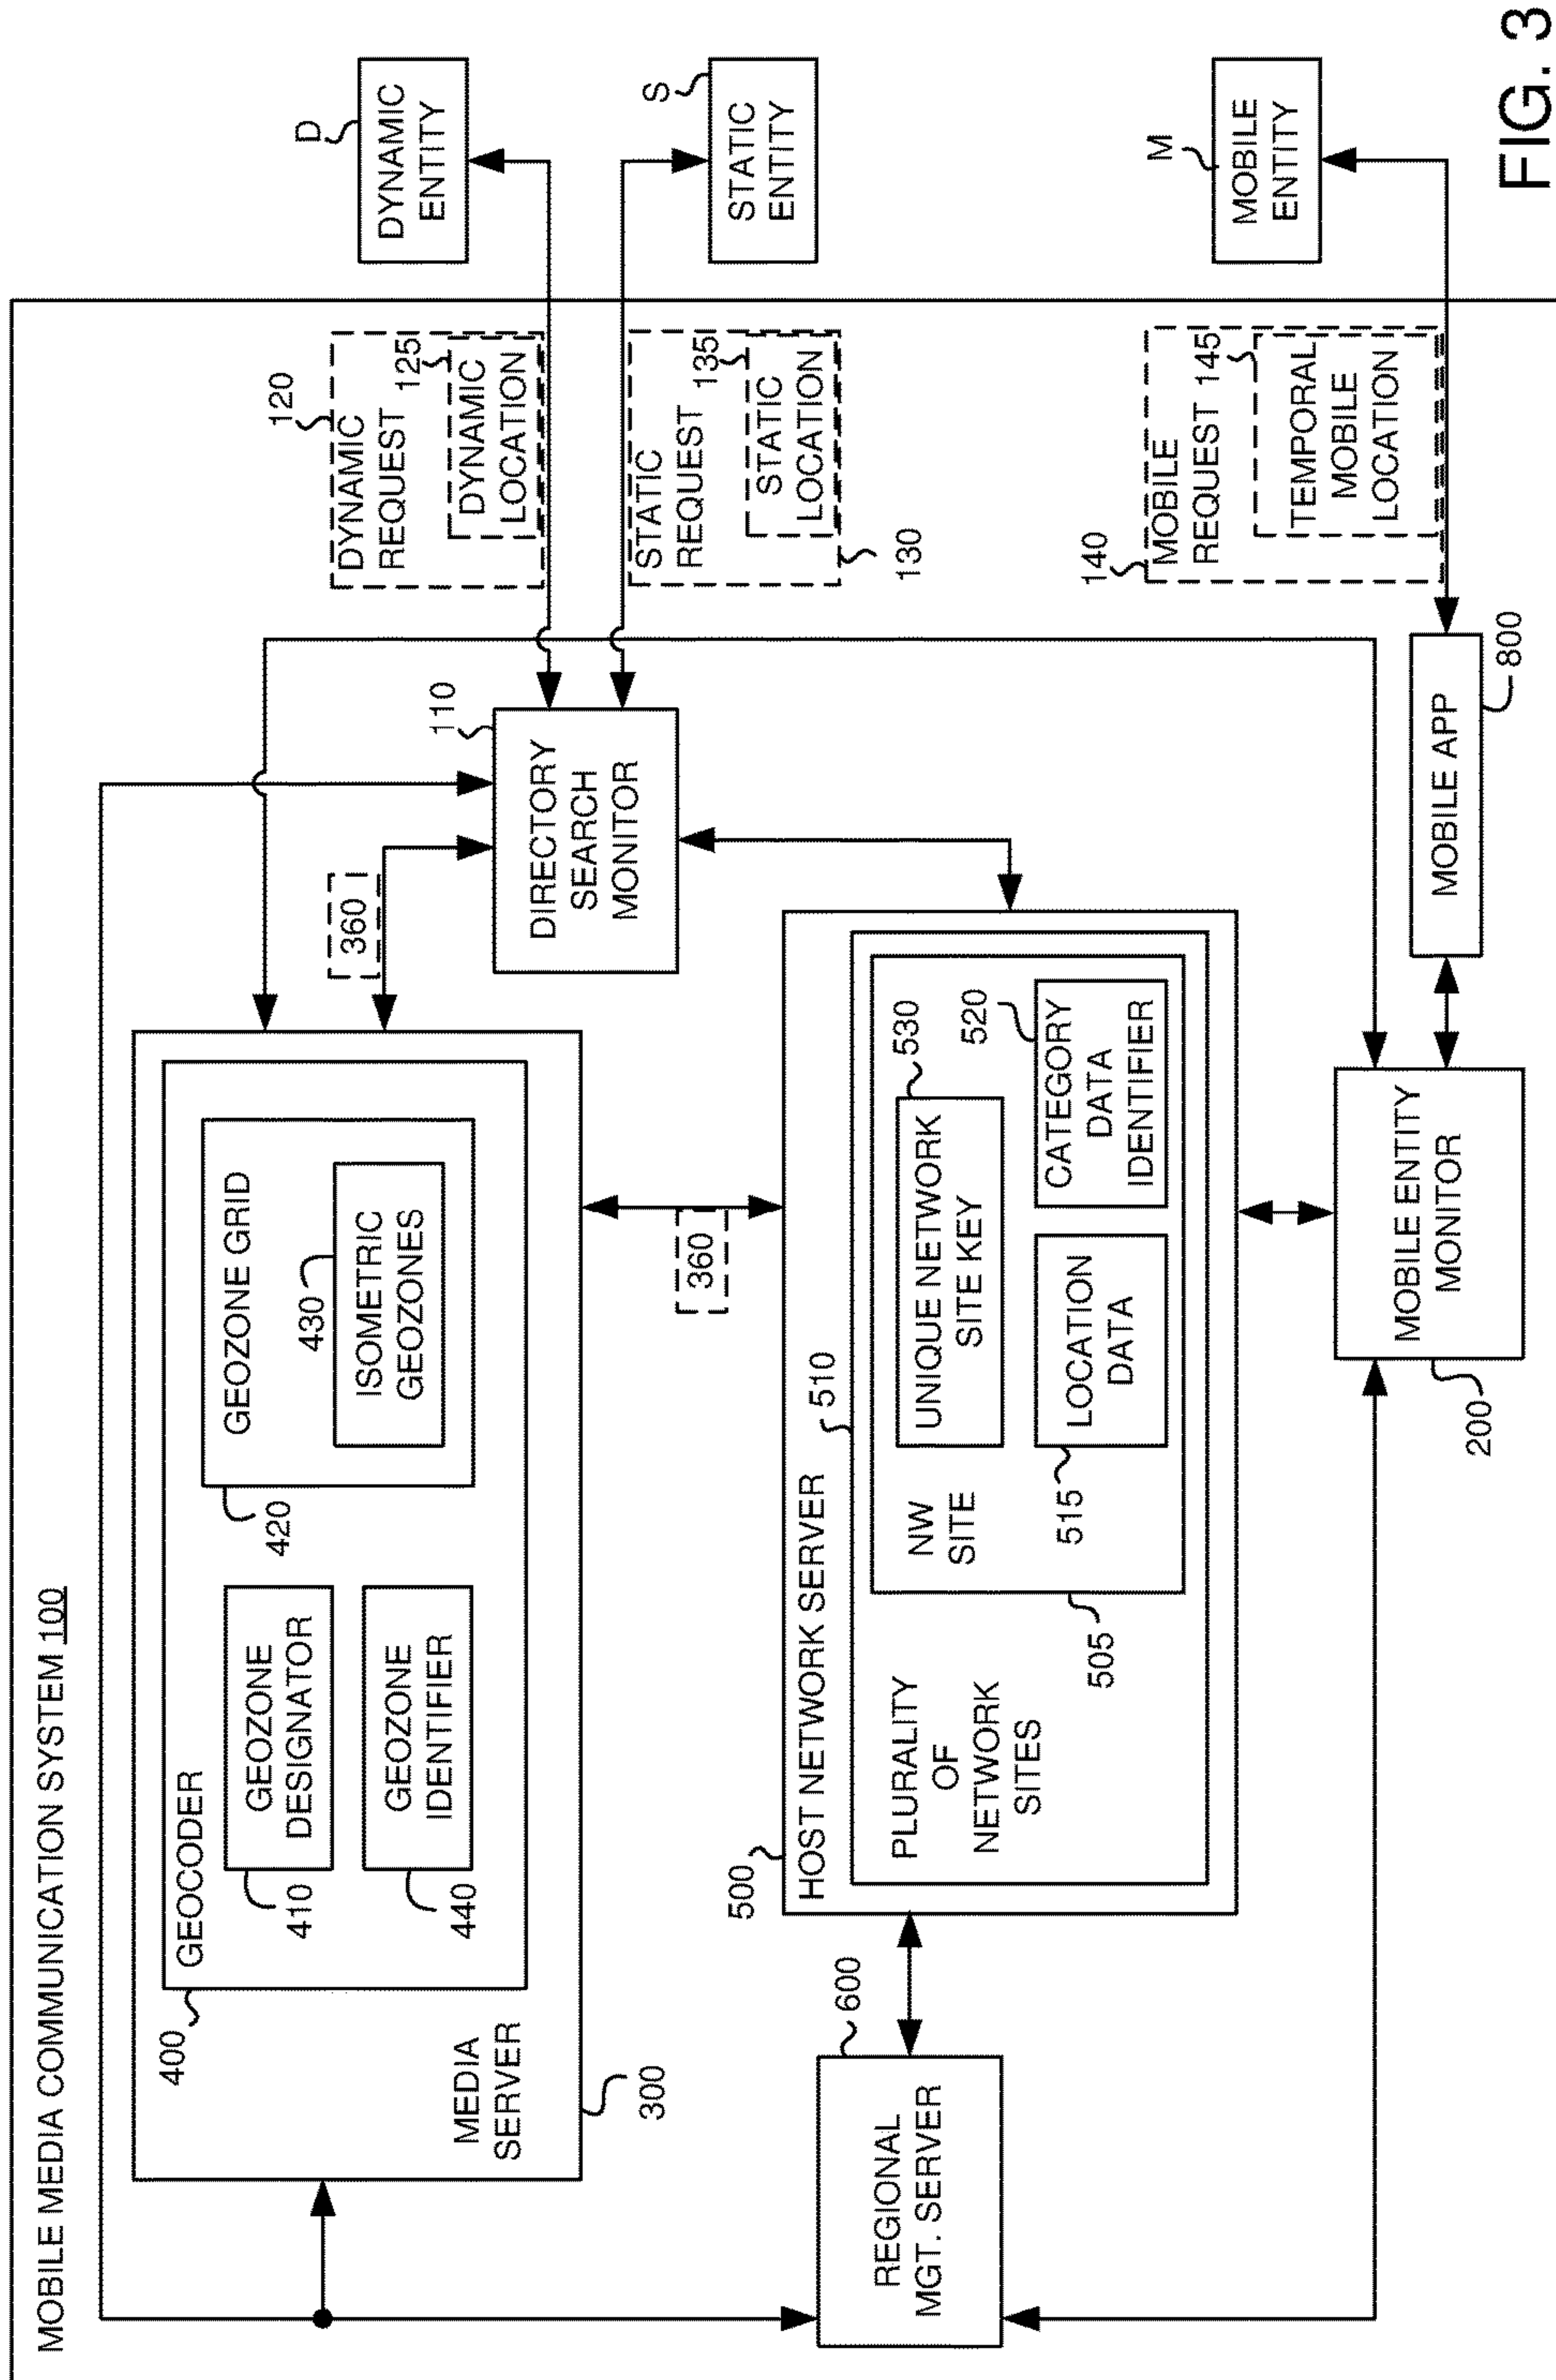 MOBILE MEDIA COMMUNICATION SYSTEM 100
400
GEOCODER
GEOZONE
DESIGNATOR
410
GEOZONE
IDENTIFIER
440
GEOZONE GRID
420
430
ISOMETRIC
GEOZONES
MEDIA
SERVER
300
360
360
110
DIRECTORY
SEARCH
MONITOR
120
DYNAMIC
REQUEST
125
DYNAMIC
LOCATION
D
DYNAMIC
ENTITY
STATIC
REQUEST
135
STATIC
LOCATION
130
S
STATIC
ENTITY
600
REGIONAL
MGT. SERVER
500
HOST NETWORK SERVER
510
PLURALITY
OF
NETWORK
SITES
505
NW
SITE
530
UNIQUE NETWORK
SITE KEY
515
LOCATION
DATA
520
CATEGORY
DATA
IDENTIFIER
140
MOBILE
REQUEST
145
TEMPORAL
MOBILE
LOCATION
M
MOBILE
ENTITY
MOBILE ENTITY
MONITOR
200
MOBILE APP
800
FIG. 3